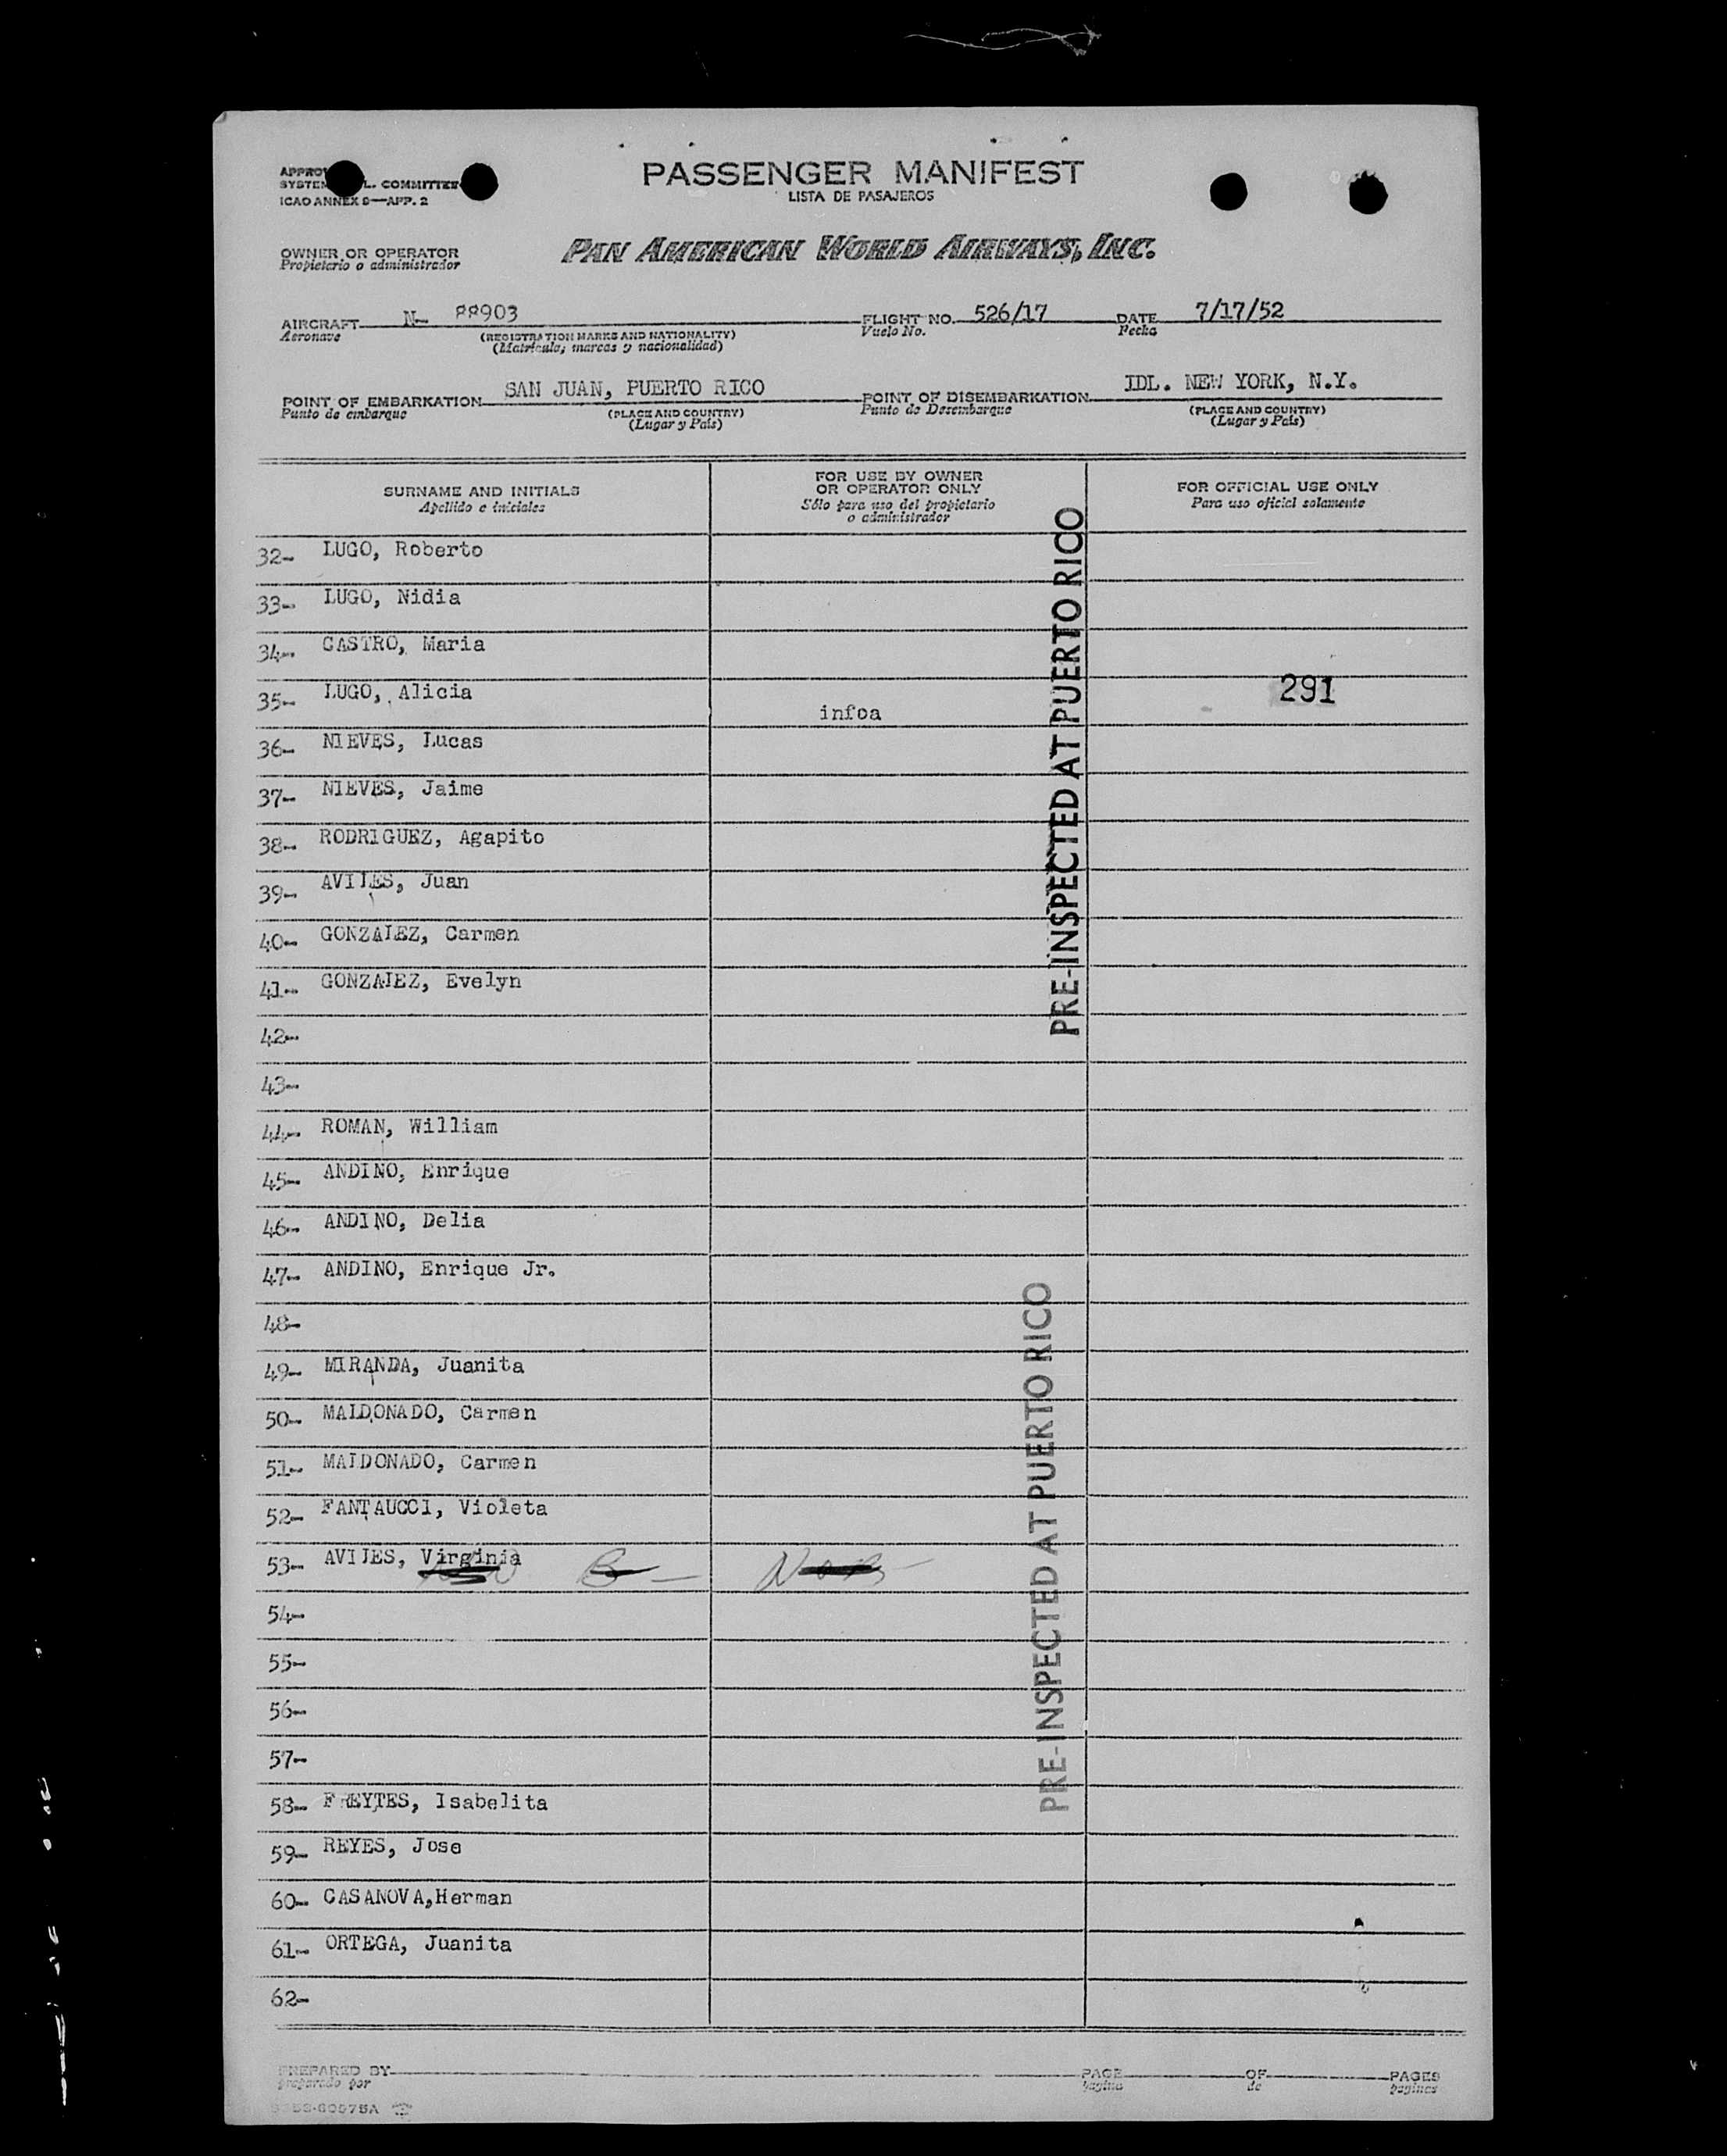 PASSENGER MANIFEST
LISTA DE PASAJEROS
L. COMMITTEE
ICAO ANNEX 9—APP. 2
OWNER OR OPERATOR
Propietario o administrador
PAN AMERICAN WORLD AIRWAYS, INC.
AIRCRAFT N- 88903 FLIGHT NO. 526/17 DATE 7/17/52
Aeronave (REGISTRATION MARKS AND NATIONALITY) Vuelo No. Fecha
(Matricula, marcas y nacionalidad)
POINT OF EMBARKATION SAN JUAN, PUERTO RICO POINT OF DISEMBARKATION IDL. NEW YORK, N.Y.
Punto de embarque (PLACE AND COUNTRY) Punto de Desembarque (PLACE AND COUNTRY)
(Lugar y País) (Lugar y País)
SURNAME AND INITIALS
Apellido e iniciales
FOR USE BY OWNER
OR OPERATOR ONLY
Sólo para uso del propietario
o administrador
FOR OFFICIAL USE ONLY
Para uso oficial solamente
32- LUGO, Roberto
33- LUGO, Nidia
34- CASTRO, Maria
35- LUGO, Alicia infoa 291
36- NIEVES, Lucas
37- NIEVES, Jaime
38- RODRIGUEZ, Agapito
39- AVILES, Juan
40- GONZALEZ, Carmen
41- GONZALEZ, Evelyn
42-
43-
44- ROMAN, William
45- ANDINO, Enrique
46- ANDINO, Delia
47- ANDINO, Enrique Jr.
48-
49- MIRANDA, Juanita
50- MALDONADO, Carmen
51- MALDONADO, Carmen
52- FANTAUCCI, Violeta
53- AVILES, Virginia
54-
55-
56-
57-
58- FREYTES, Isabelita
59- REYES, Jose
60- CASANOVA,Herman
61- ORTEGA, Juanita
62-
PRE-INSPECTED AT PUERTO RICO
PRE-INSPECTED AT PUERTO RICO
PREPARED BY PAGE OF PAGES
preparado por pagina de paginas